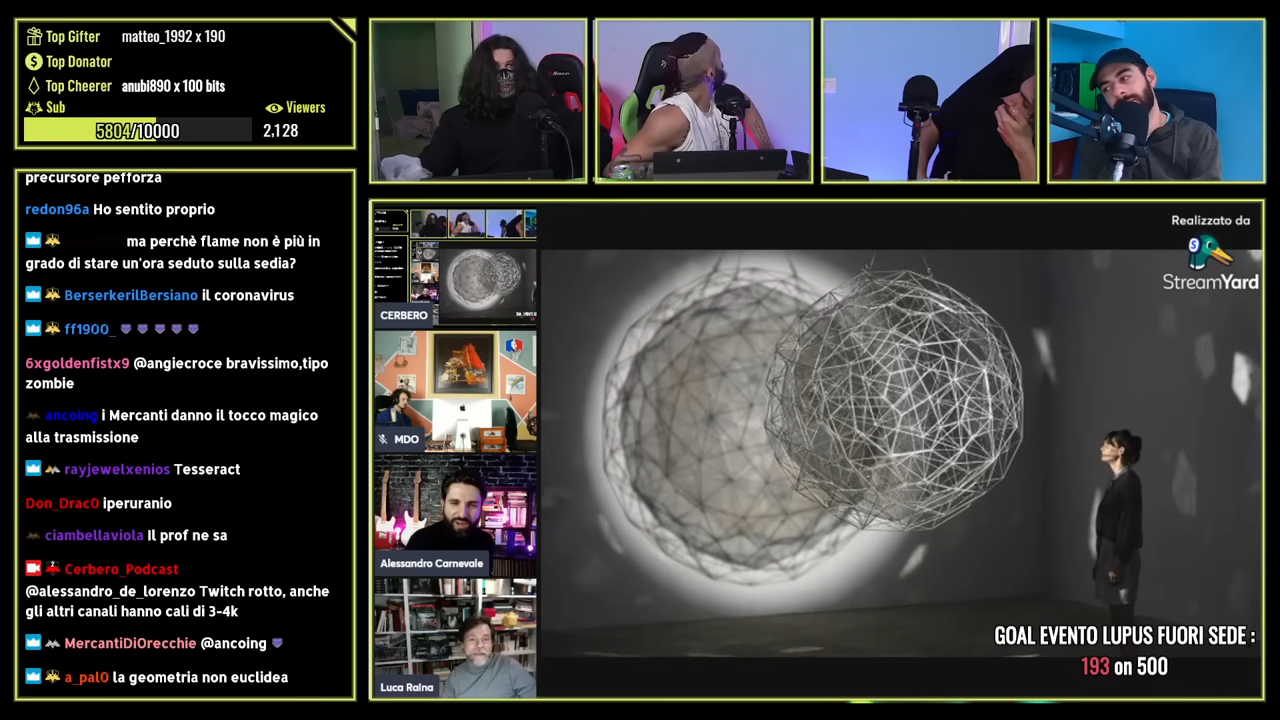 Top Gifter matteo_1992 x 190
Top Donator
Top Cheerer anubi890 x 100 bits
Sub Viewers
5804/10000 2,128
precursore pefforza
redon96a Ho sentito proprio
ma perchè flame non è più in
grado di stare un'ora seduto sulla sedia?
BerserkerilBersiano il coronavirus
ff1900_
6xgoldenfistx9 @angiecroce bravissimo,tipo
zombie
ancoing i Mercanti danno il tocco magico
alla trasmissione
rayjewelxenios Tesseract
Don_Drac0 iperuranio
ciambellaviola Il prof ne sa
Cerbero_Podcast
@alessandro_de_lorenzo Twitch rotto, anche
gli altri canali hanno cali di 3-4k
MercantiDiOrecchie @ancoing
a_pal0 la geometria non euclidea
CERBERO
MDO
Alessandro Carnevale
Luca Raina
Realizzato da
StreamYard
GOAL EVENTO LUPUS FUORI SEDE :
193 on 500